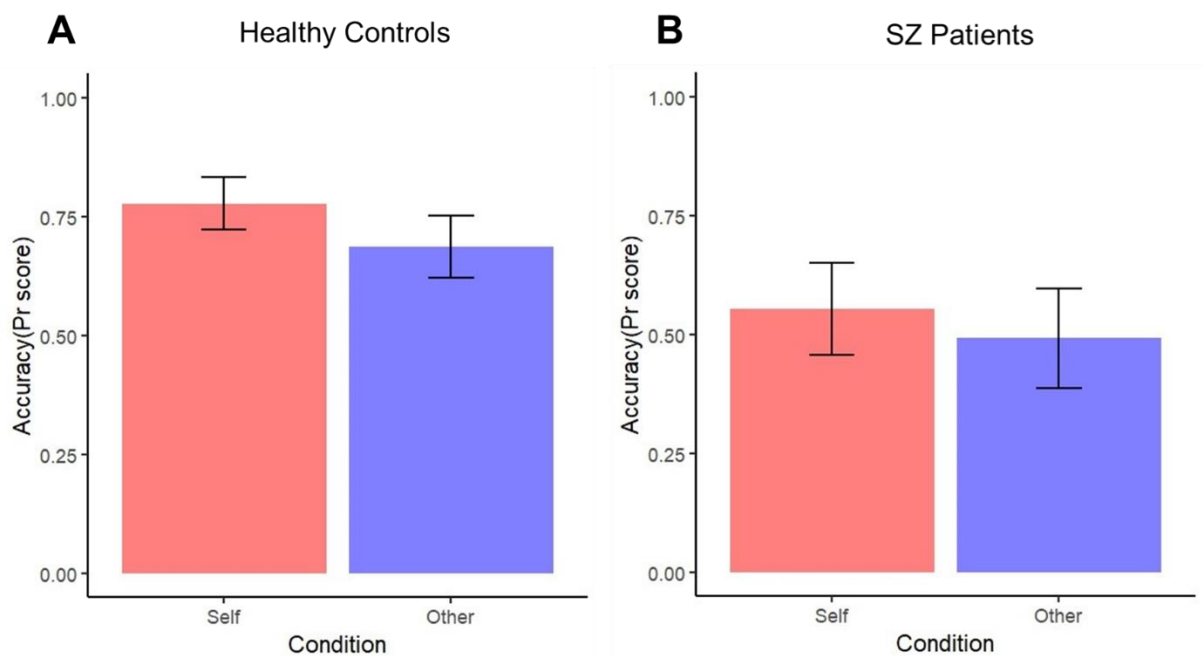 A
Healthy Controls
Accuracy(Pr score)
1.00
0.75
0.50
0.25
0.00
Self
Other
Condition
B
SZ Patients
Accuracy(Pr score)
1.00
0.75
0.50
0.25
0.00
Self
Other
Condition